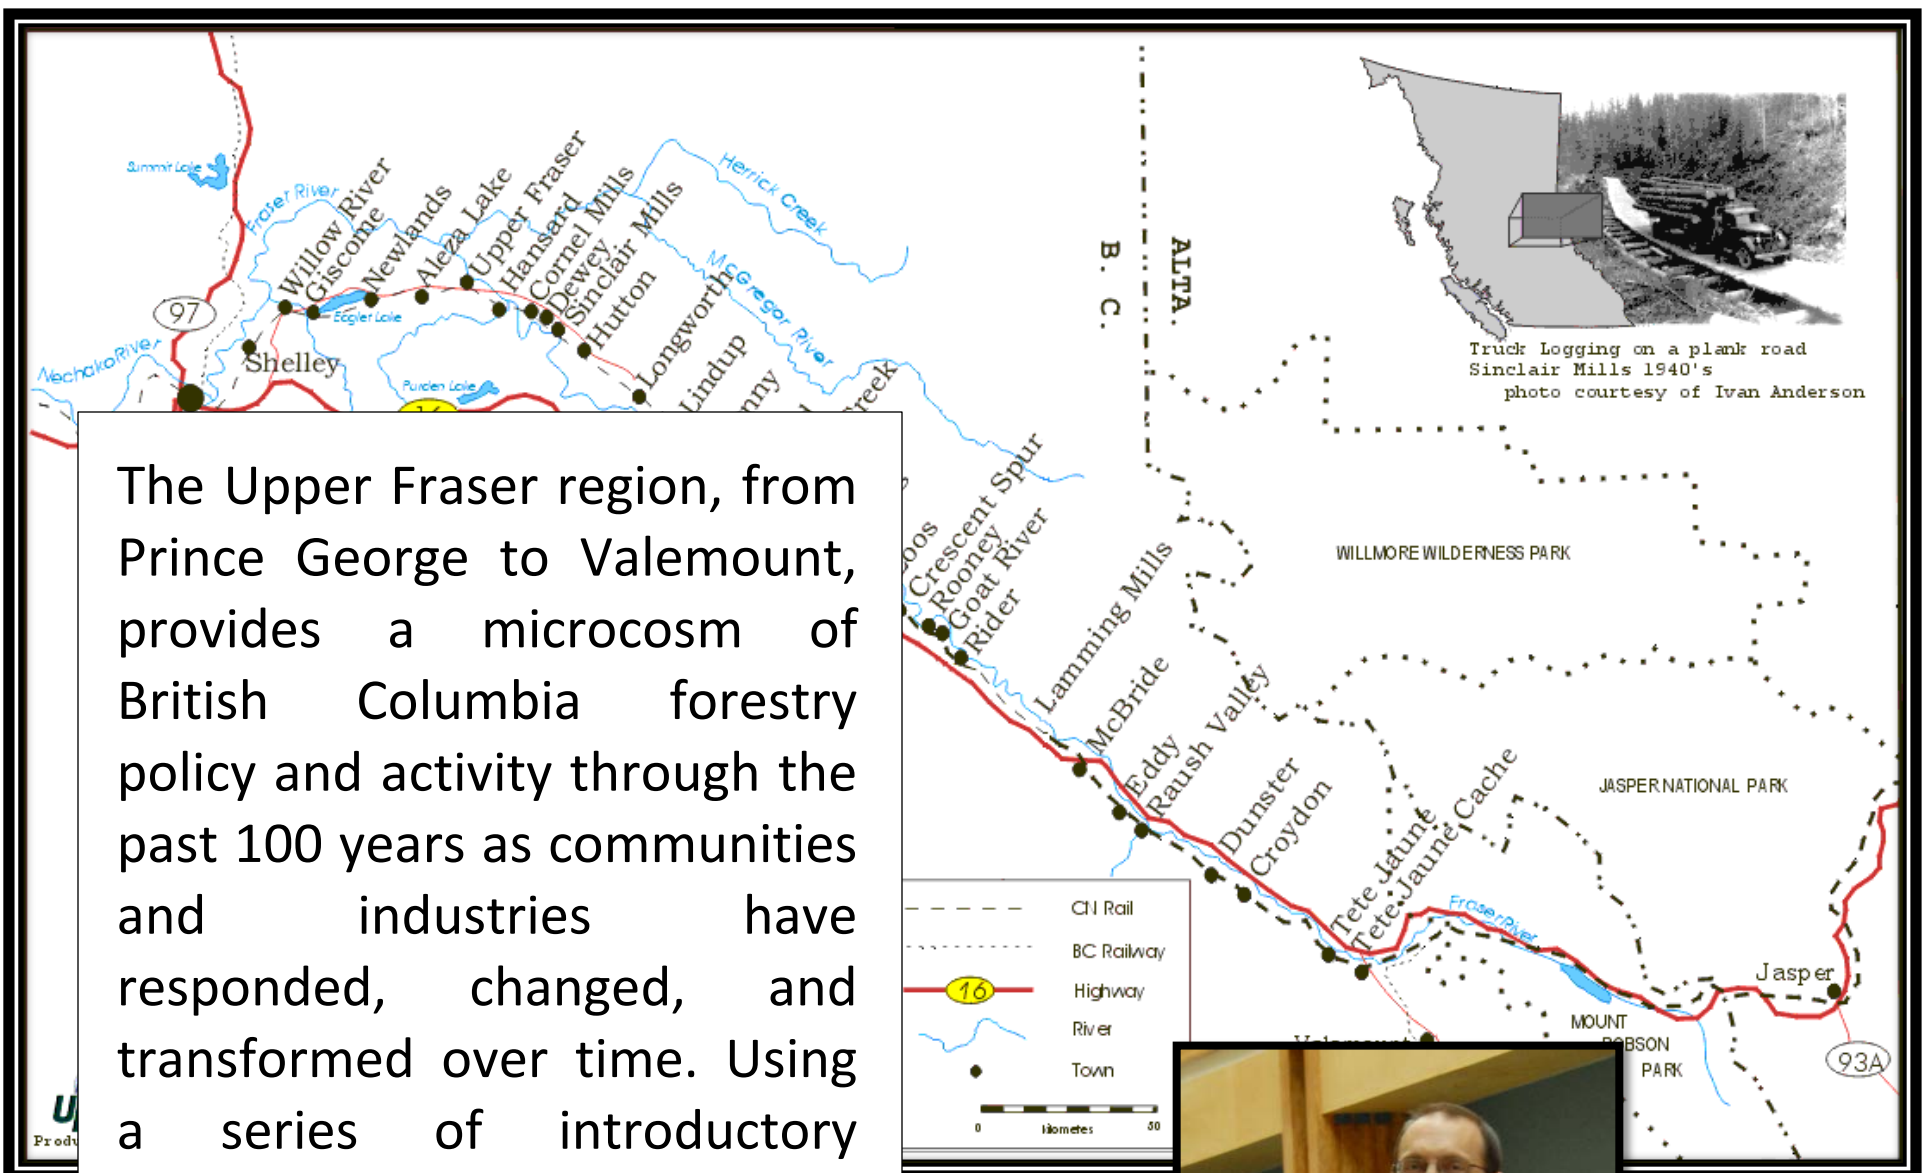 Summit Lake
Fraser River
Willow River
Giscome
Newlands
Aleza Lake
Upper Fraser
Hansard
Cornel Mills
Dewey
Sinclair Mills
Hutton
Longworth
Lindup
Herrick Creek
McGregor River
Eaglet Lake
97
Nechako River
Shelley
Purden Lake
16
Creek
B. C.
ALTA.
Truck Logging on a plank road
Sinclair Mills 1940's
photo courtesy of Ivan Anderson
The Upper Fraser region, from
Prince George to Valemount,
provides a microcosm of
British Columbia forestry
policy and activity through the
past 100 years as communities
and industries have
responded, changed, and
transformed over time. Using
a series of introductory
Crescent Spur
Rooney
Goat River
Rider
Lamming Mills
McBride
Eddy
Raush Valley
Dunster
Croydon
Tete Jaune
Tete Jaune Cache
WILLMORE WILDERNESS PARK
JASPER NATIONAL PARK
Fraser River
Jasper
MOUNT
ROBSON
PARK
93A
Valemount
CN Rail
BC Railway
16 Highway
River
Town
0 kilometes 50